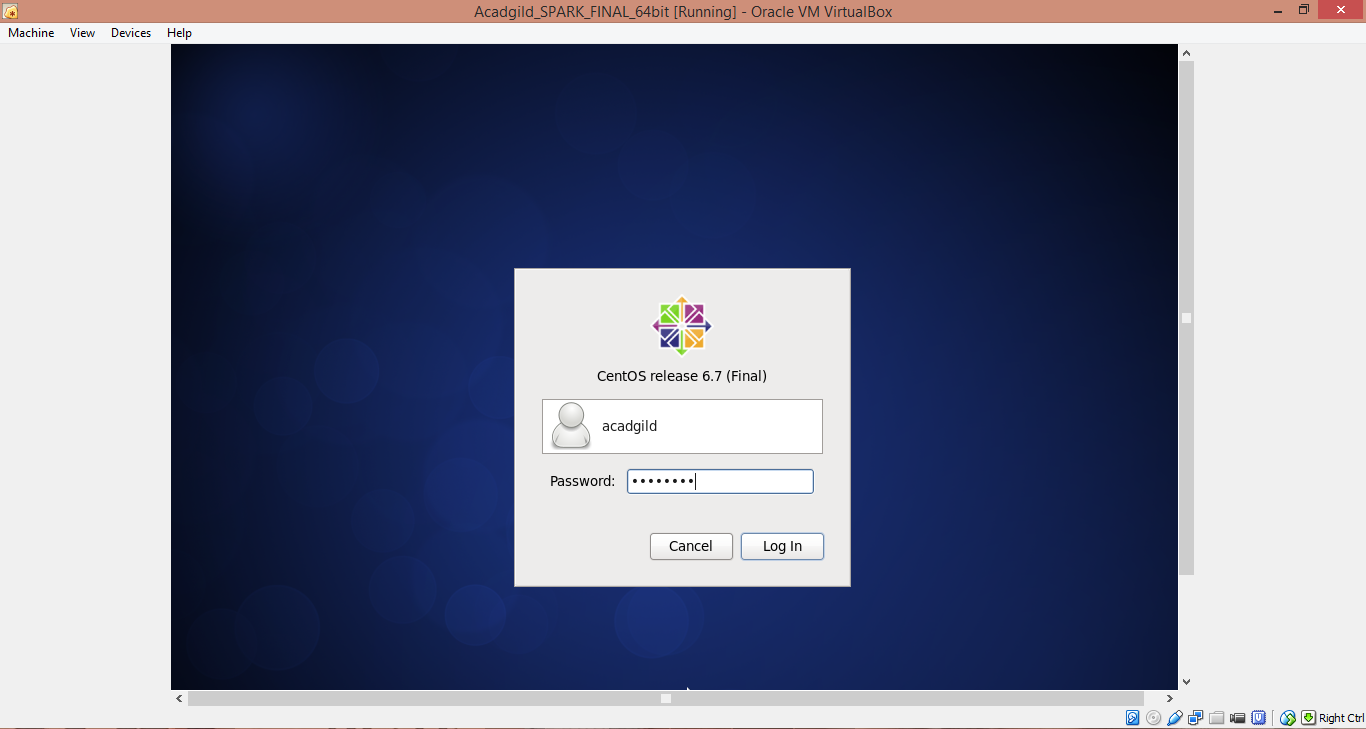 Acadgild_SPARK_FINAL_64bit [Running] - Oracle VM VirtualBox
Machine View Devices Help
CentOS release 6.7 (Final)
acadgild
Password: ••••••••
Cancel Log In
Right Ctrl